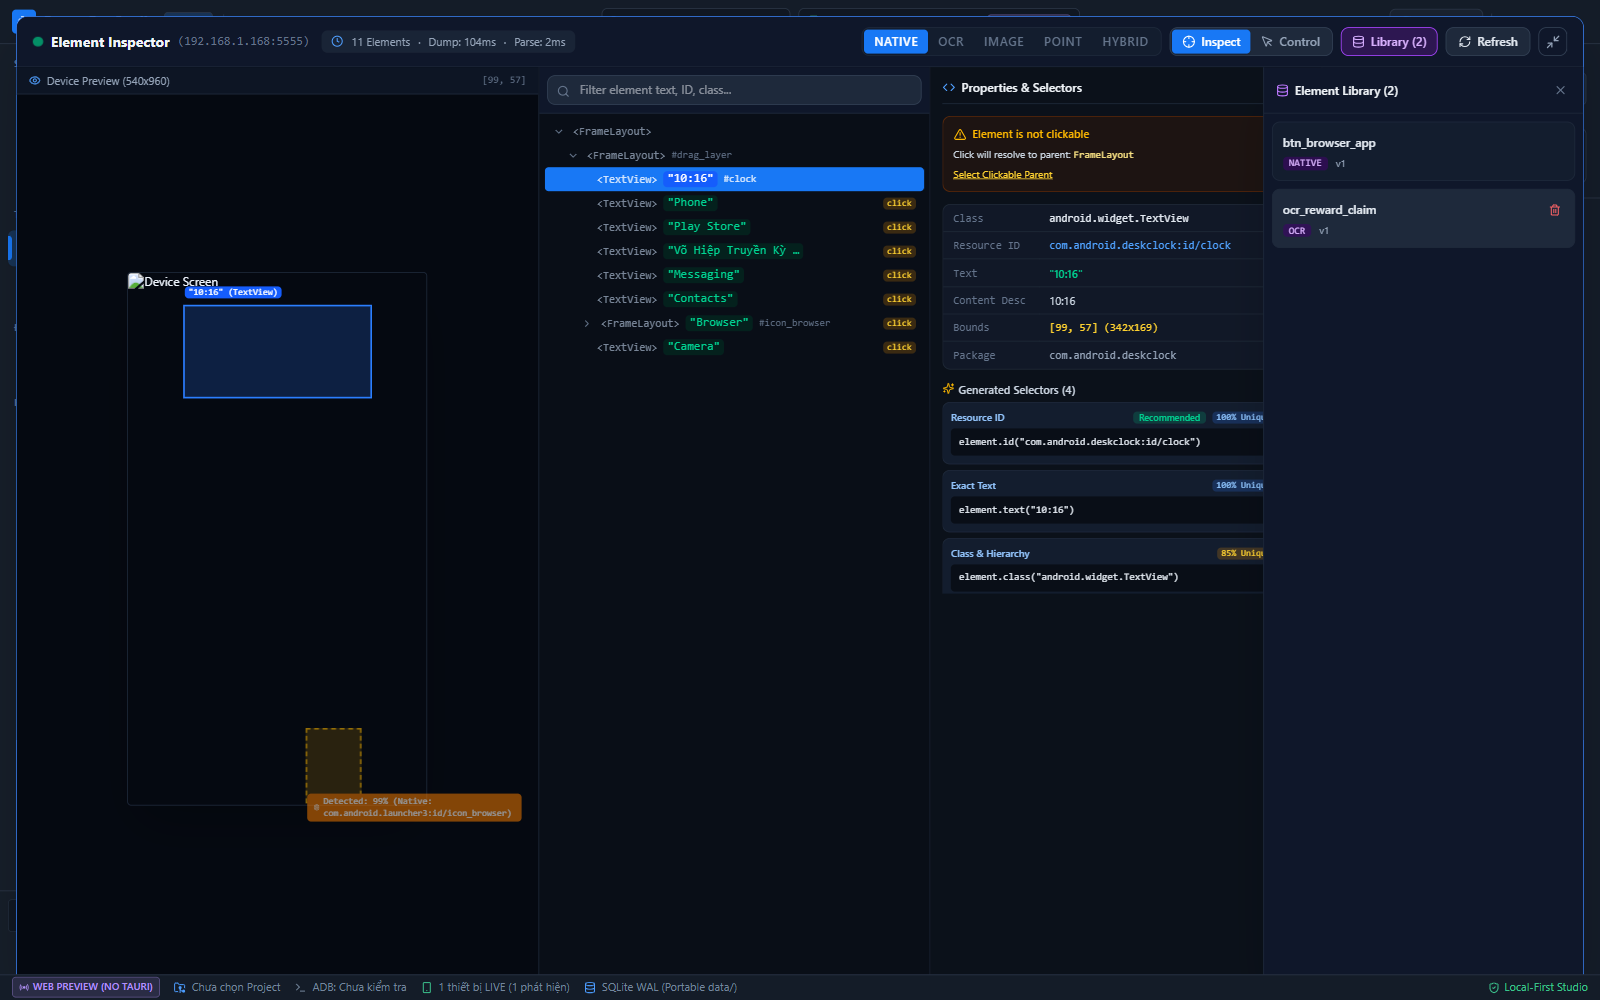 Element Inspector (192.168.1.168:5555) 11 Elements · Dump: 104ms · Parse: 2ms
NATIVE OCR IMAGE POINT HYBRID Inspect Control Library (2) Refresh
Device Preview (540x960) [99, 57]
Device Screen
"10:16" (TextView)
Detected: 99% (Native:
com.android.launcher3:id/icon_browser)
Filter element text, ID, class...
<FrameLayout>
<FrameLayout> #drag_layer
<TextView> "10:16" #clock
<TextView> "Phone" click
<TextView> "Play Store" click
<TextView> "Võ Hiệp Truyền Kỳ … click
<TextView> "Messaging" click
<TextView> "Contacts" click
<FrameLayout> "Browser" #icon_browser click
<TextView> "Camera" click
Properties & Selectors
Element is not clickable
Click will resolve to parent: FrameLayout
Select Clickable Parent
Class android.widget.TextView
Resource ID com.android.deskclock:id/clock
Text "10:16"
Content Desc 10:16
Bounds [99, 57] (342x169)
Package com.android.deskclock
Generated Selectors (4)
Resource ID Recommended 100% Uniqu
element.id("com.android.deskclock:id/clock")
Exact Text 100% Uniqu
element.text("10:16")
Class & Hierarchy 85% Uniqu
element.class("android.widget.TextView")
Element Library (2)
btn_browser_app
NATIVE v1
ocr_reward_claim
OCR v1
WEB PREVIEW (NO TAURI) Chưa chọn Project ADB: Chưa kiểm tra 1 thiết bị LIVE (1 phát hiện) SQLite WAL (Portable data/) Local-First Studio